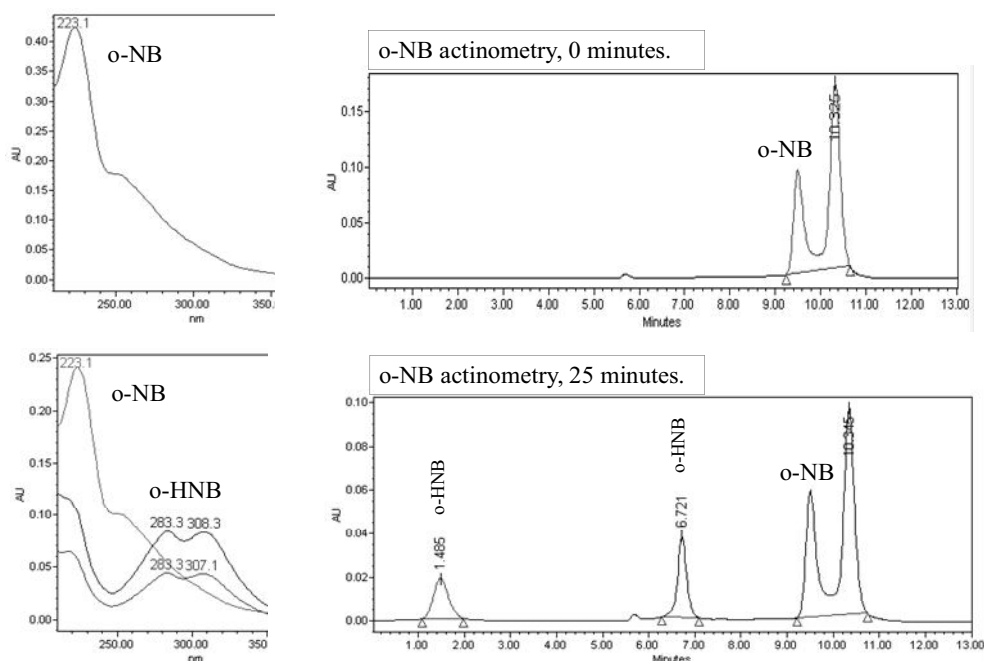 223.1
0.40
0.35
0.30
0.25
0.20
0.15
0.10
0.05
0.00
AU
o-NB
250.00 300.00 350.
nm
o-NB actinometry, 0 minutes.
0.15
0.10
0.05
0.00
AU
o-NB
10.325
1.00 2.00 3.00 4.00 5.00 6.00 7.00 8.00 9.00 10.00 11.00 12.00 13.00
Minutes
0.25
0.20
0.15
0.10
0.05
0.00
AU
223.1
o-NB
o-HNB
283.3 308.3
283.3 307.1
250.00 300.00 350.
nm
o-NB actinometry, 25 minutes.
0.10
0.08
0.06
0.04
0.02
0.00
AU
o-HNB
1.485
o-HNB
6.721
o-NB
10.345
1.00 2.00 3.00 4.00 5.00 6.00 7.00 8.00 9.00 10.00 11.00 12.00 13.00
Minutes